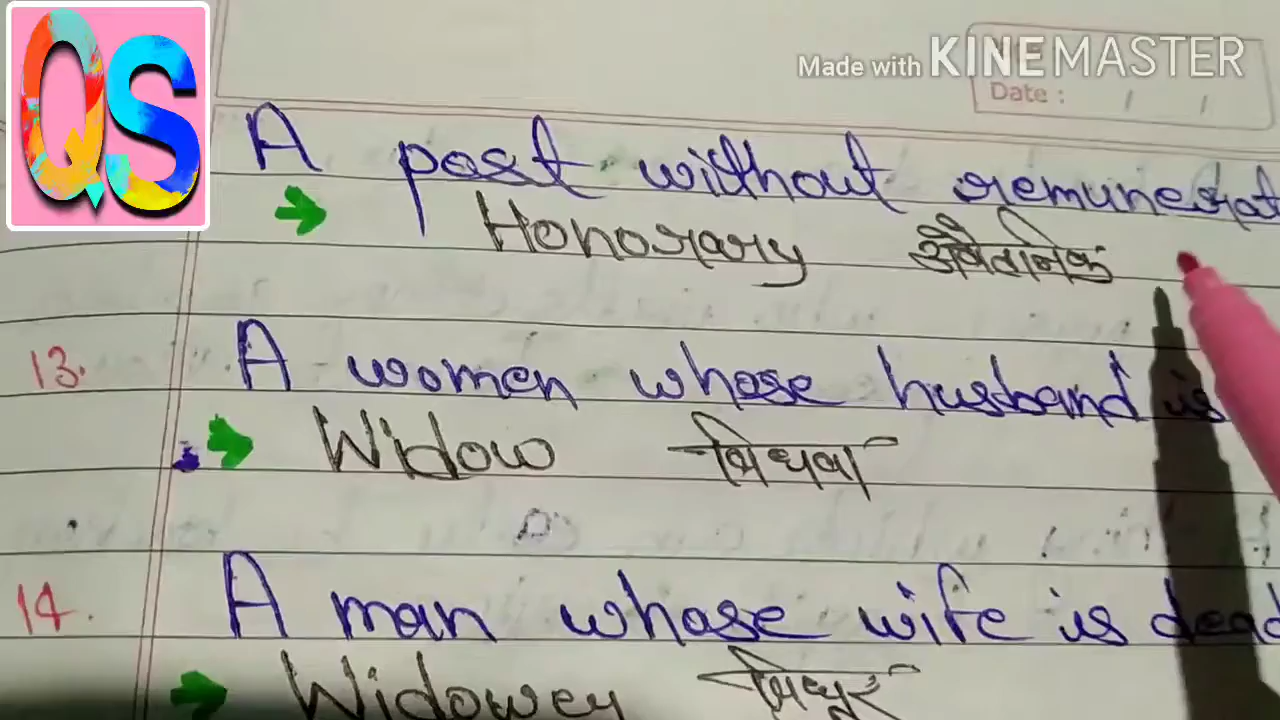 QS
Made with KINEMASTER
Date :
A post without remunerat
Honorary अवैतनिक
13. A women whose husband is
Widow विधवा
14. A man whose wife is dead
Widower विधुर